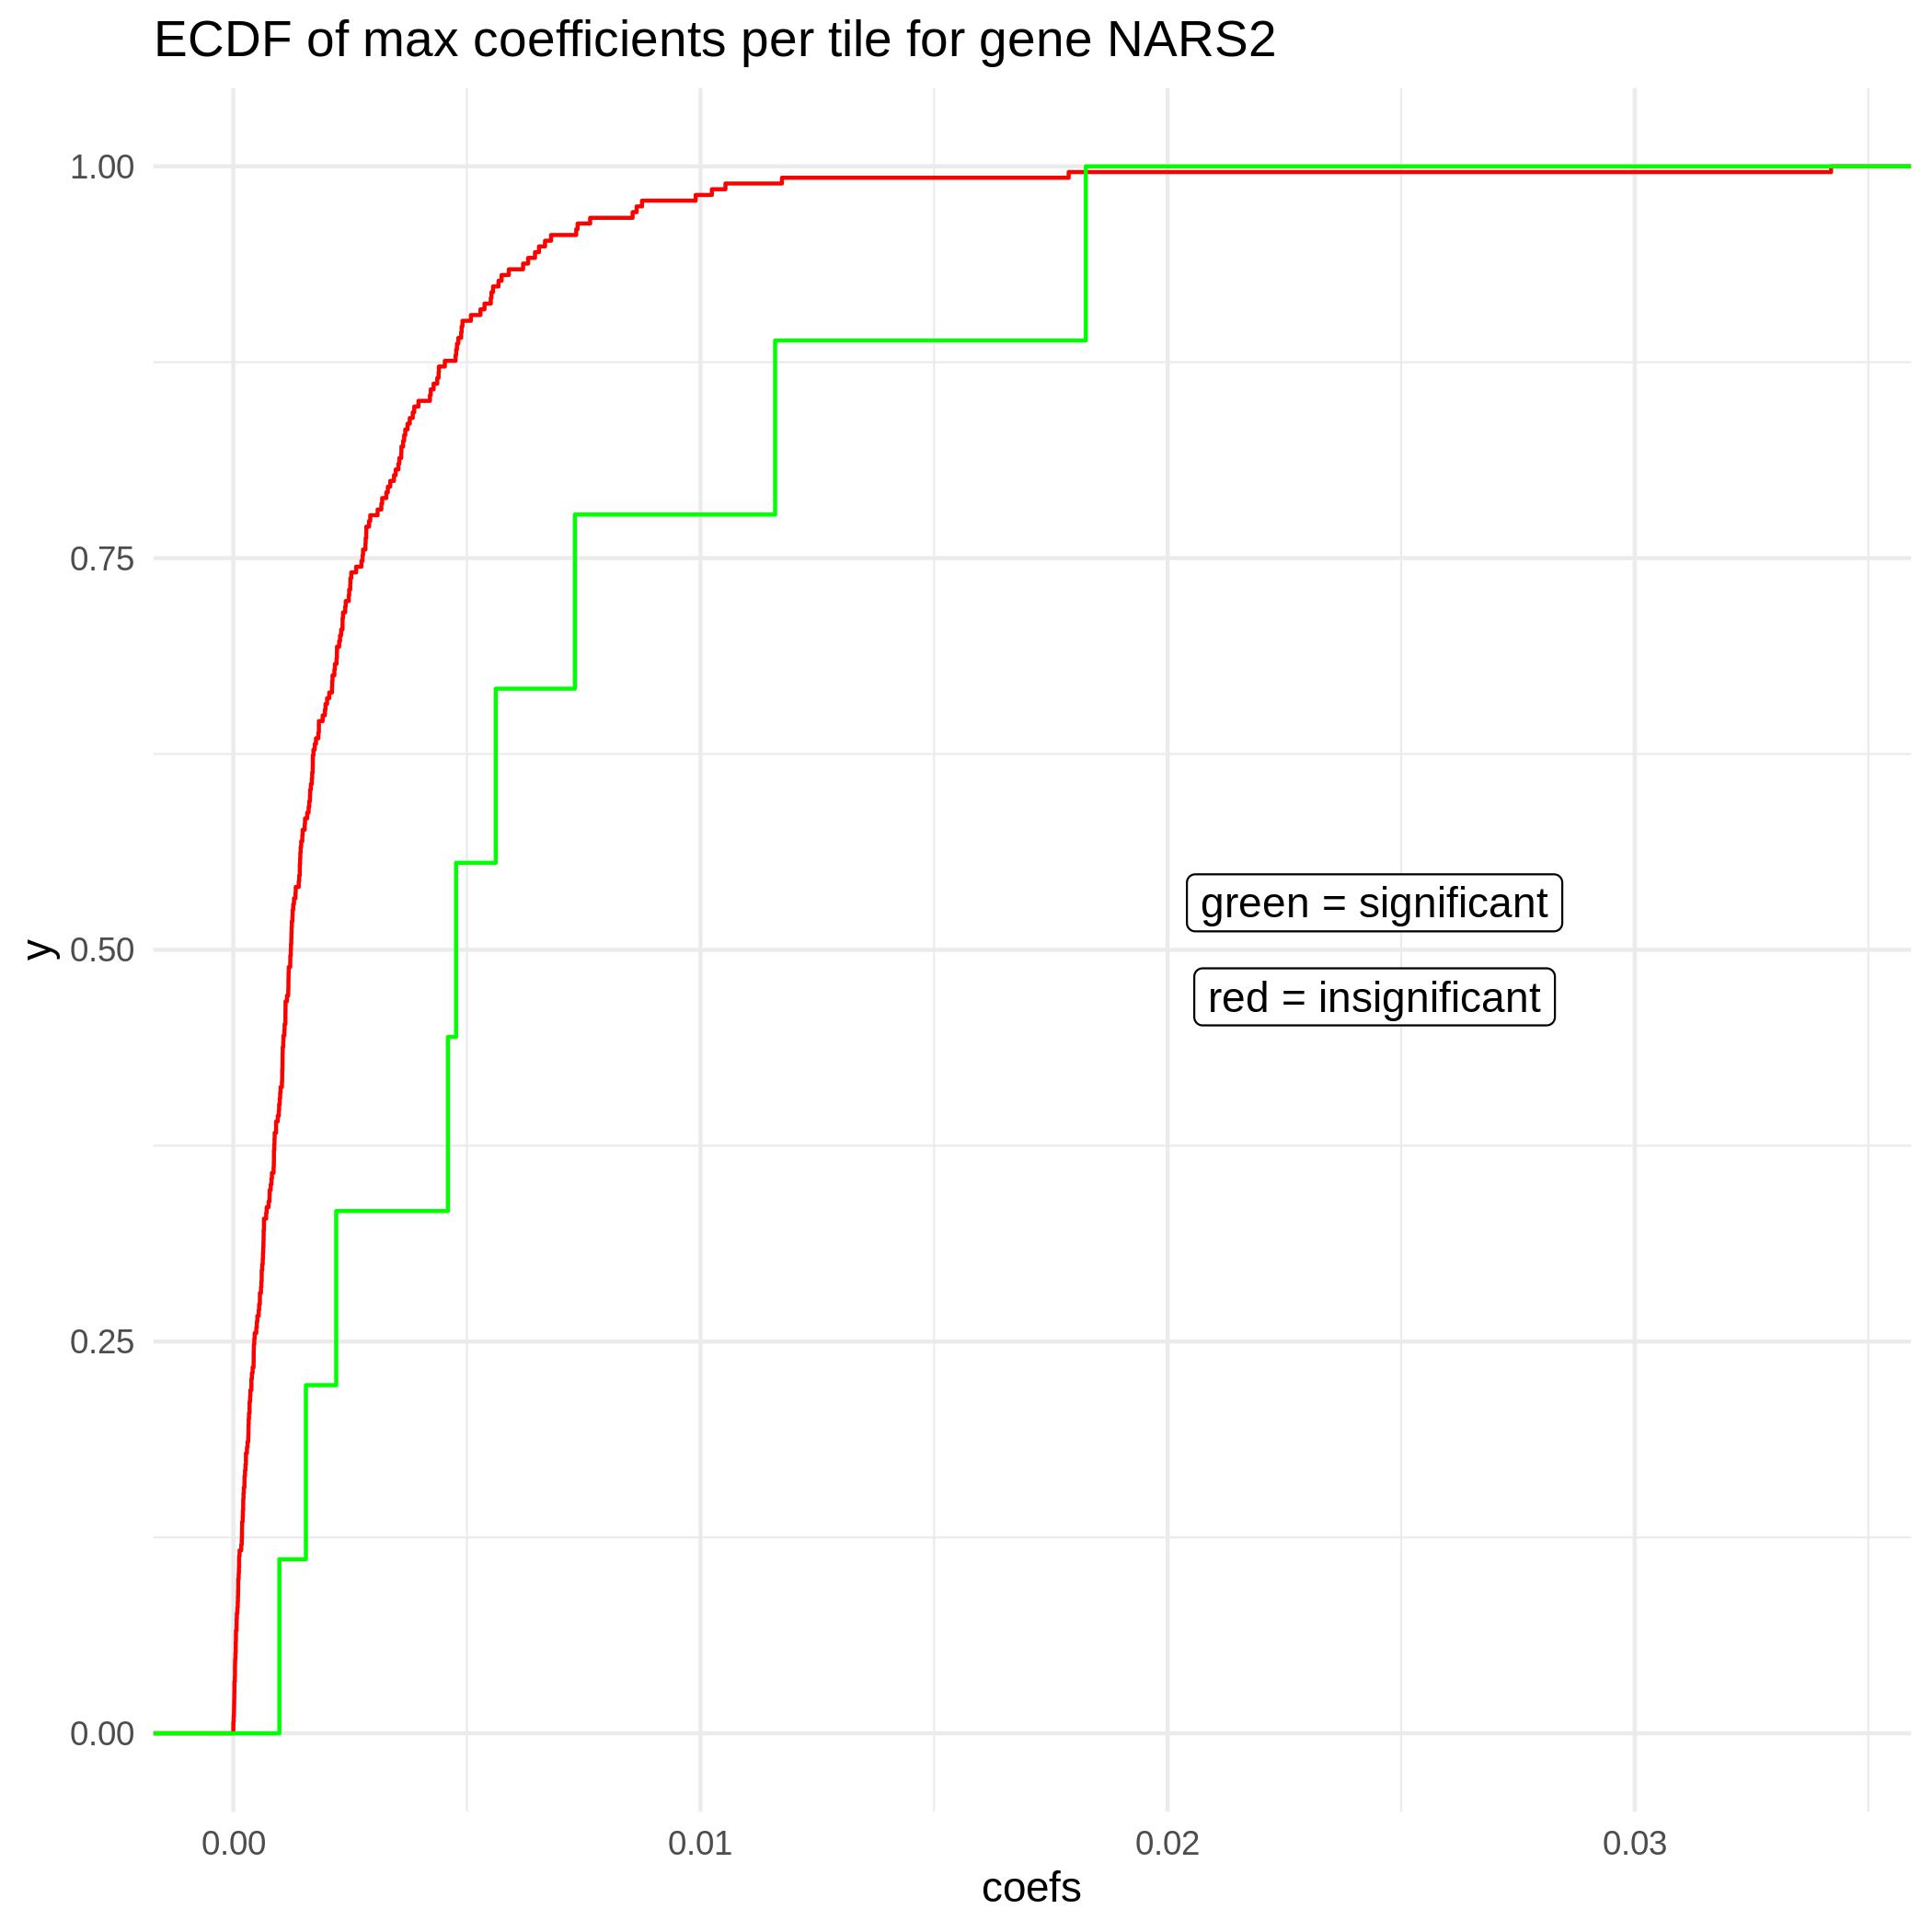 ECDF of max coefficients per tile for gene NARS2
1.00
0.75
0.50
0.25
0.00
y
green = significant
red = insignificant
0.00 0.01 0.02 0.03
coefs